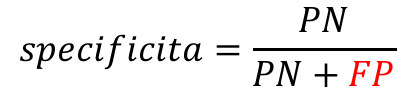 specificita = PN / (PN + FP)